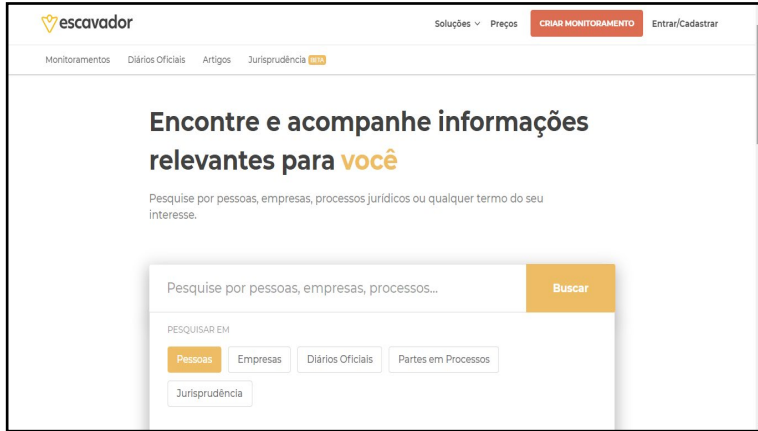 escavador
Soluções Preços CRIAR MONITORAMENTO Entrar/Cadastrar
Monitoramentos Diários Oficiais Artigos Jurisprudência BETA
Encontre e acompanhe informações
relevantes para você
Pesquise por pessoas, empresas, processos jurídicos ou qualquer termo do seu
interesse.
Pesquise por pessoas, empresas, processos... Buscar
PESQUISAR EM
Pessoas Empresas Diários Oficiais Partes em Processos
Jurisprudência